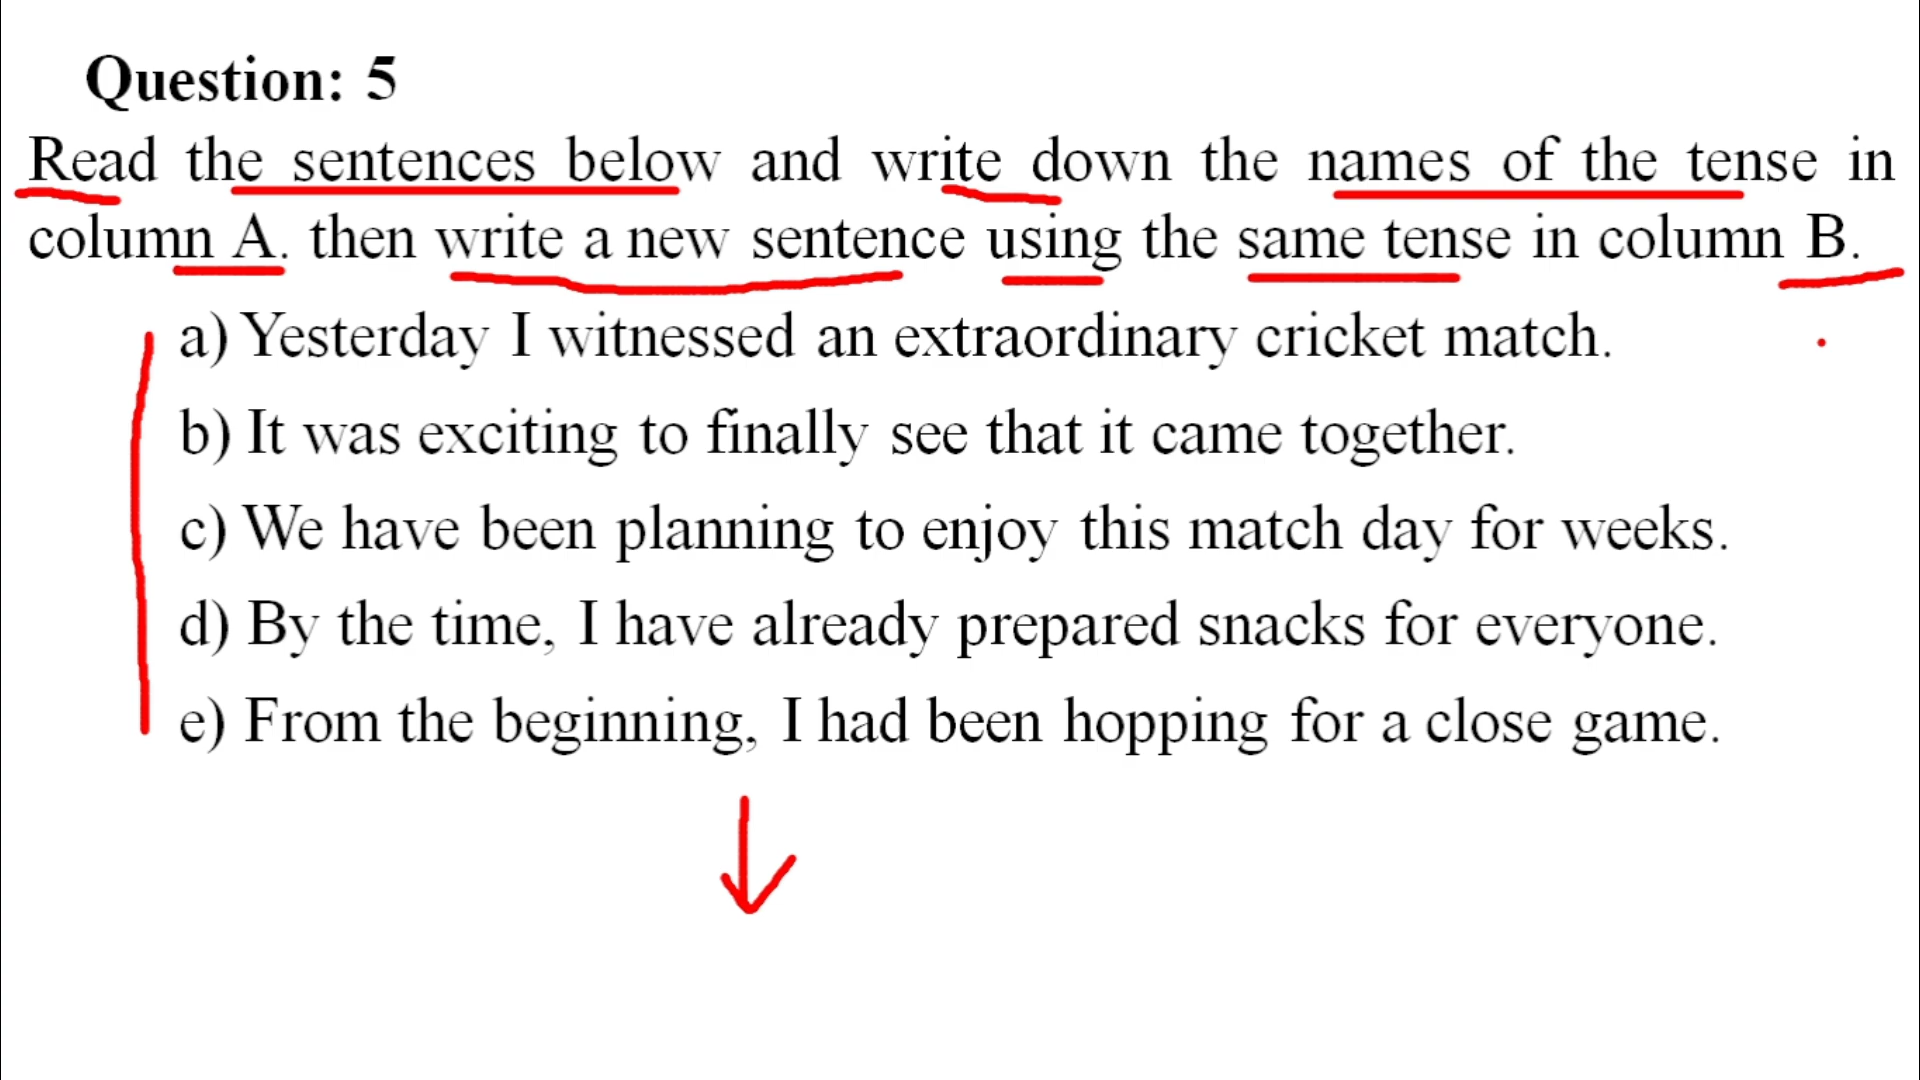 Question: 5
Read the sentences below and write down the names of the tense in
column A. then write a new sentence using the same tense in column B.
a) Yesterday I witnessed an extraordinary cricket match.
b) It was exciting to finally see that it came together.
c) We have been planning to enjoy this match day for weeks.
d) By the time, I have already prepared snacks for everyone.
e) From the beginning, I had been hopping for a close game.